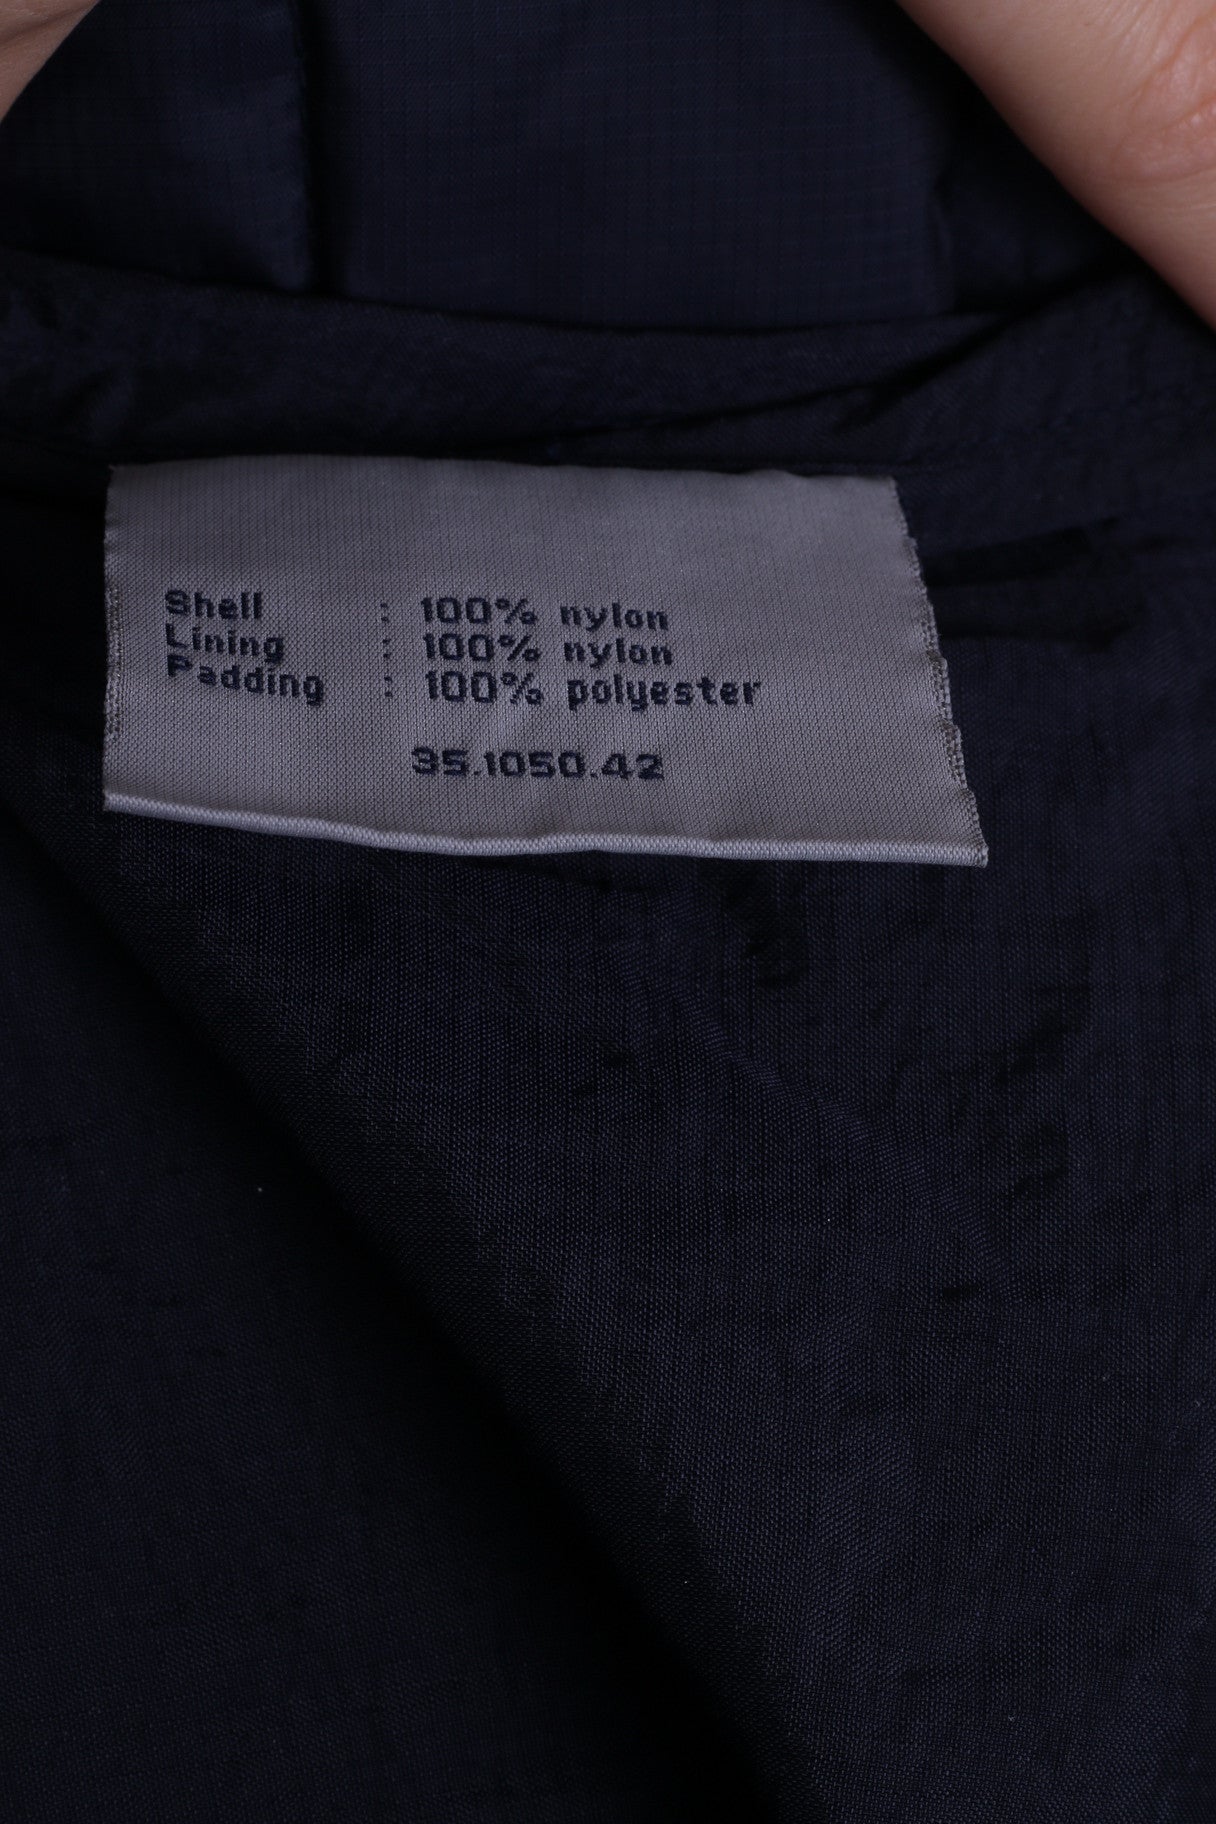 Shell : 100% nylon
Lining : 100% nylon
Padding : 100% polyester
35.1050.42